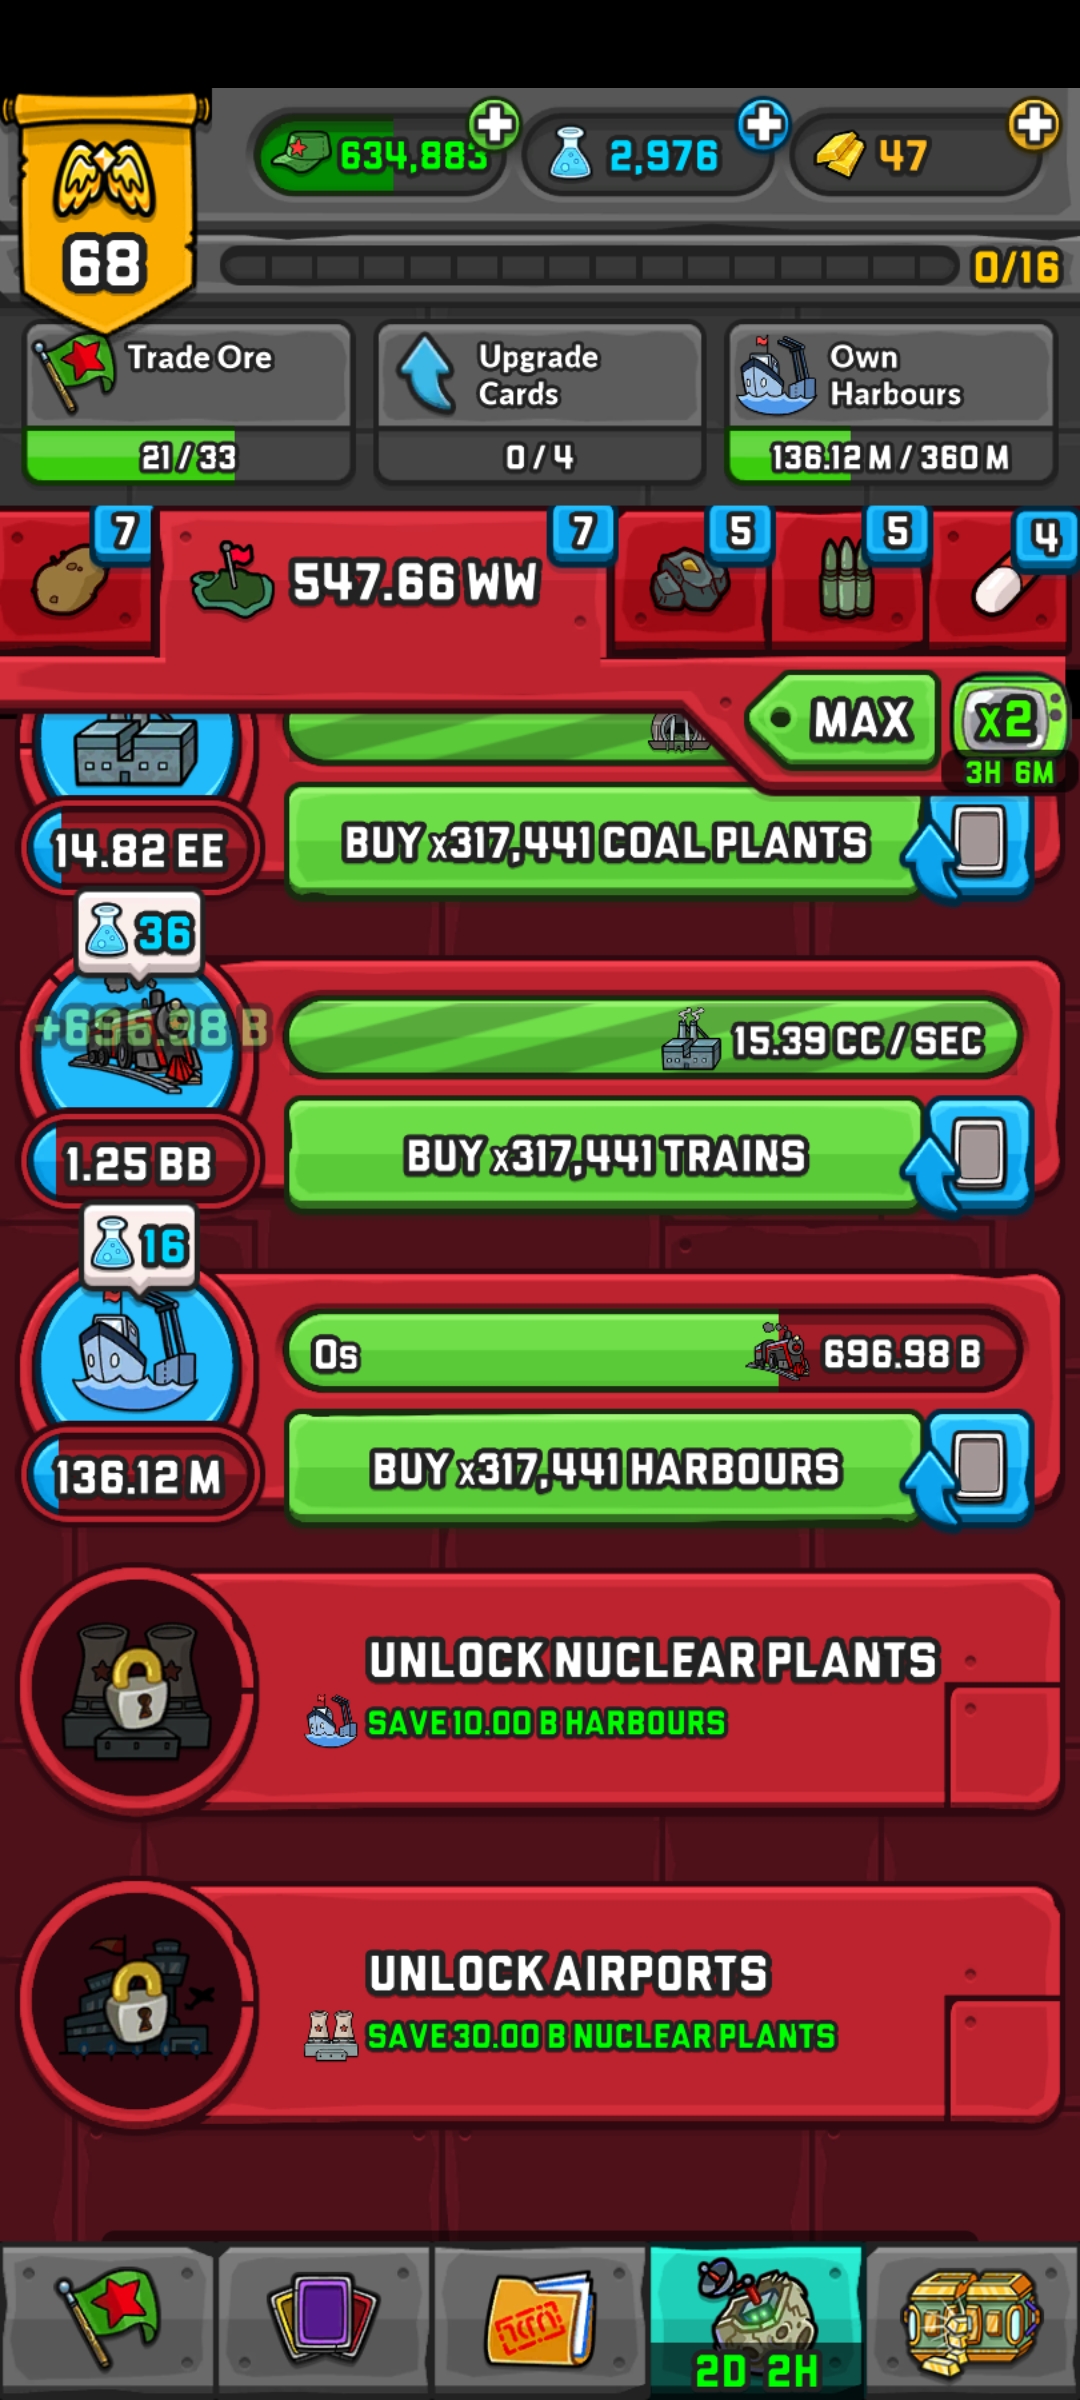 634,883
2,976
47
68
0/16
Trade Ore
21/33
Upgrade
Cards
0/4
Own
Harbours
136.12 M / 360 M
7
547.66 WW
7
5
5
4
MAX
x2
3H 6M
14.82 EE
BUY x317,441 COAL PLANTS
36
+696.98 B
15.39 CC / SEC
1.25 BB
BUY x317,441 TRAINS
16
0s
696.98 B
136.12 M
BUY x317,441 HARBOURS
UNLOCK NUCLEAR PLANTS
SAVE 10.00 B HARBOURS
UNLOCK AIRPORTS
SAVE 30.00 B NUCLEAR PLANTS
2D 2H